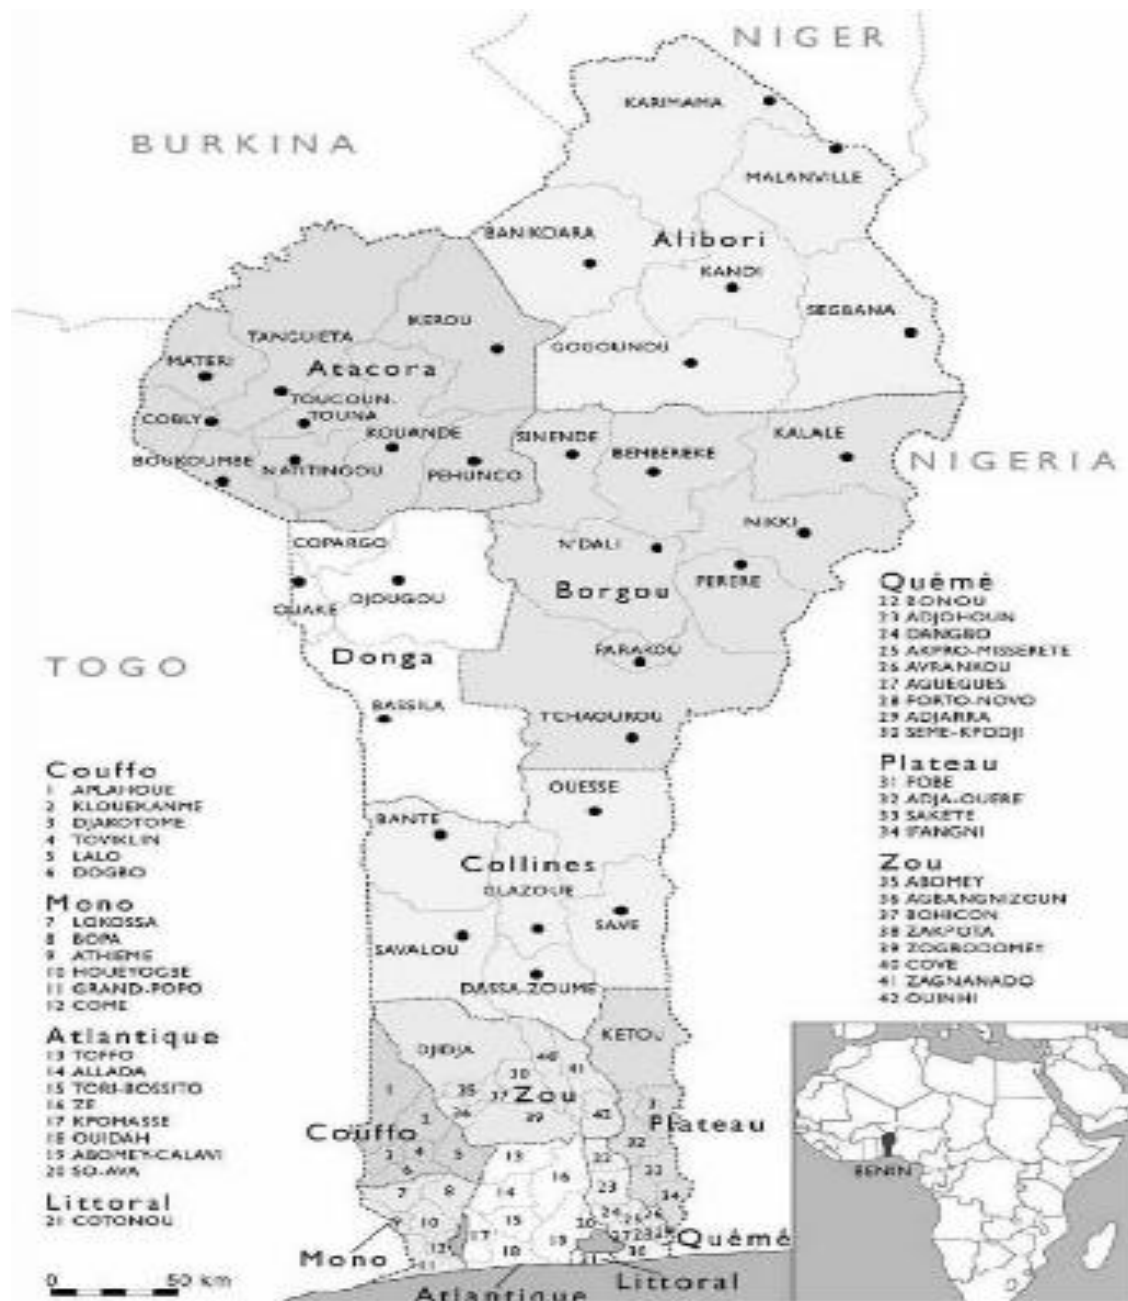 NIGER
KARIMAMA
BURKINA
MALANVILLE
BANIKOARA
Alibori
KANDI
SEGBANA
KEROU
TANGUIETA
GOGOUNOU
MATERI
Atacora
TOUCOUN-
TOUNA
COBLY
KOUANDE
SINENDE
KALALE
BEMBEREKE
NIGERIA
BOUKOUMBE
NATITINGOU
PEHUNCO
NIKKI
COPARGO
N'DALI
PERERE
Borgou
OUAKE
DJOUGOU
PARAKOU
Donga
TOGO
BASSILA
TCHAOUROU
OUESSE
BANTE
Collines
GLAZOUE
SAVE
SAVALOU
DASSA-ZOUME
KETOU
DJIDJA
Zou
Couffo
Plateau
Mono
Quémé
Littoral
Atlantique
Quémé
22 BONOU
23 ADJOHOUN
24 DANGBO
25 AKPRO-MISSERETE
26 AVRANKOU
27 AGUEGUES
28 PORTO-NOVO
29 ADJARRA
30 SEME-KPODJI
Plateau
31 POBE
32 ADJA-OUERE
33 SAKETE
34 IFANGNI
Zou
35 ABOMEY
36 AGBANGNIZOUN
37 BOHICON
38 ZAKPOTA
39 ZOGBODOMEY
40 COVE
41 ZAGNANADO
42 OUINHI
Couffo
1 APLAHOUE
2 KLOUEKANME
3 DJAKOTOME
4 TOVIKLIN
5 LALO
6 DOGBO
Mono
7 LOKOSSA
8 BOPA
9 ATHIEME
10 HOUEYOGBE
11 GRAND-POPO
12 COME
Atlantique
13 TOFFO
14 ALLADA
15 TORI-BOSSITO
16 ZE
17 KPOMASSE
18 OUIDAH
19 ABOMEY-CALAVI
20 SO-AVA
Littoral
21 COTONOU
0 50 km
BENIN